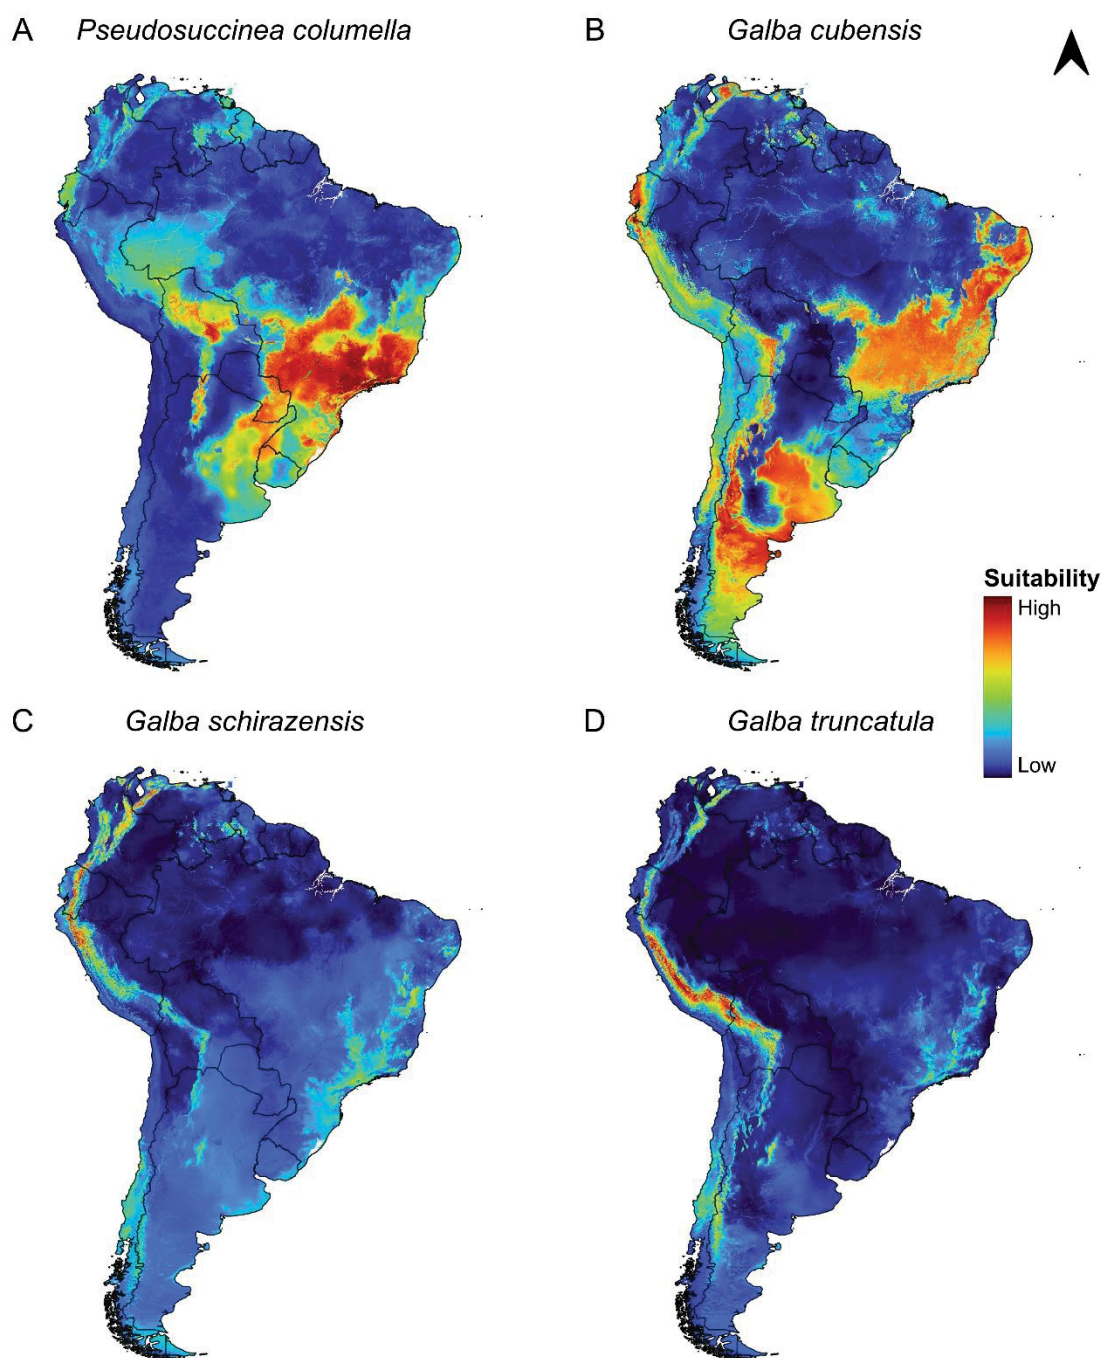 A Pseudosuccinea columella
B Galba cubensis
Suitability
High
Low
C Galba schirazensis
D Galba truncatula